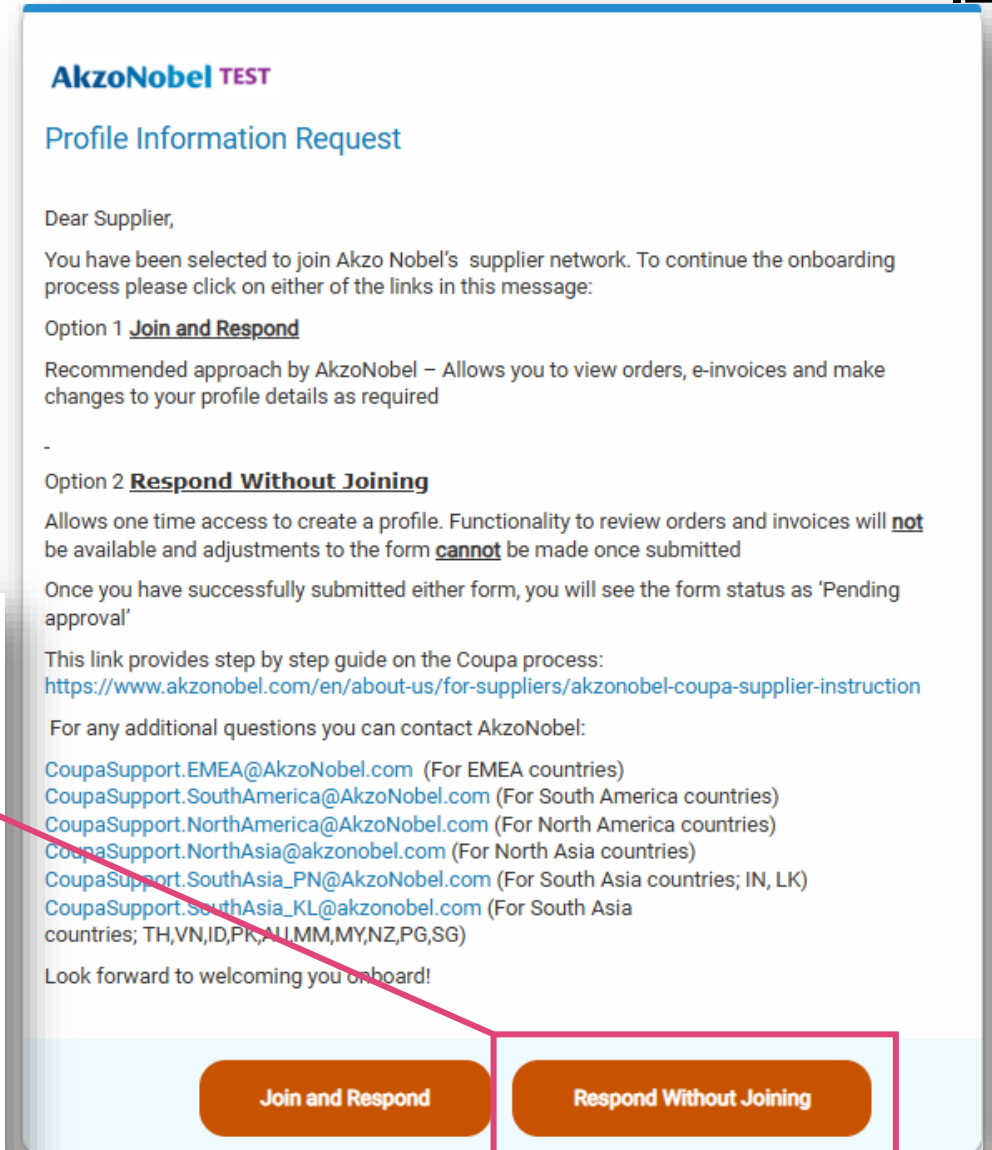 AkzoNobel TEST
Profile Information Request
Dear Supplier,
You have been selected to join Akzo Nobel's  supplier network. To continue the onboarding
process please click on either of the links in this message:
Option 1 Join and Respond
Recommended approach by AkzoNobel – Allows you to view orders, e-invoices and make
changes to your profile details as required
-
Option 2 Respond Without Joining
Allows one time access to create a profile. Functionality to review orders and invoices will not
be available and adjustments to the form cannot be made once submitted
Once you have successfully submitted either form, you will see the form status as 'Pending
approval'
This link provides step by step guide on the Coupa process:
https://www.akzonobel.com/en/about-us/for-suppliers/akzonobel-coupa-supplier-instruction
For any additional questions you can contact AkzoNobel:
CoupaSupport.EMEA@AkzoNobel.com  (For EMEA countries)
CoupaSupport.SouthAmerica@AkzoNobel.com (For South America countries)
CoupaSupport.NorthAmerica@AkzoNobel.com (For North America countries)
CoupaSupport.NorthAsia@akzonobel.com (For North Asia countries)
CoupaSupport.SouthAsia_PN@AkzoNobel.com (For South Asia countries; IN, LK)
CoupaSupport.SouthAsia_KL@akzonobel.com (For South Asia
countries; TH,VN,ID,PK,AU,MM,MY,NZ,PG,SG)
Look forward to welcoming you onboard!
Join and Respond
Respond Without Joining